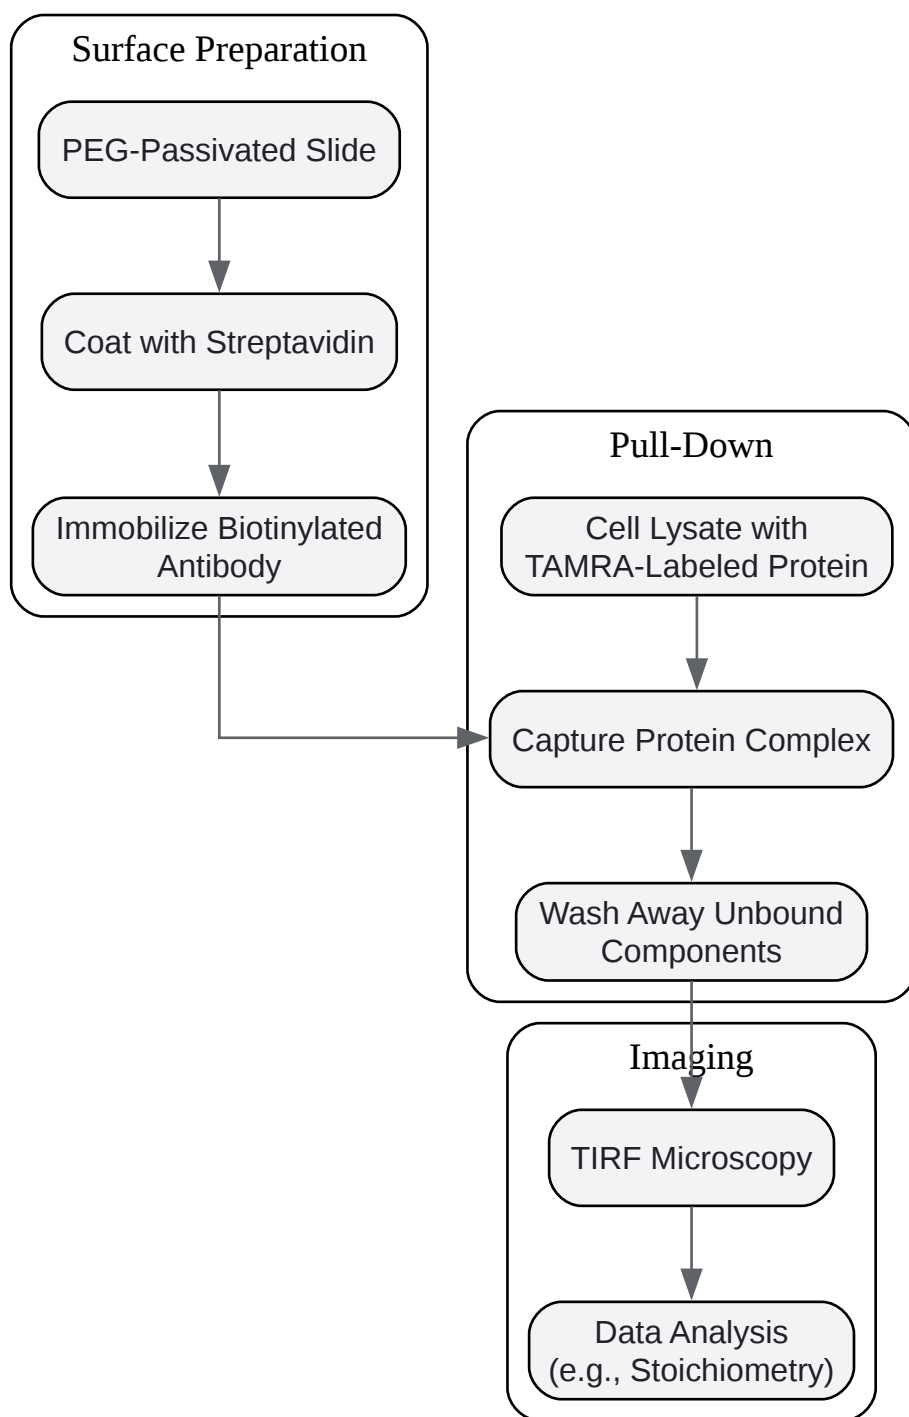 Surface Preparation
PEG-Passivated Slide
Coat with Streptavidin
Immobilize Biotinylated
Antibody
Pull-Down
Cell Lysate with
TAMRA-Labeled Protein
Capture Protein Complex
Wash Away Unbound
Components
Imaging
TIRF Microscopy
Data Analysis
(e.g., Stoichiometry)